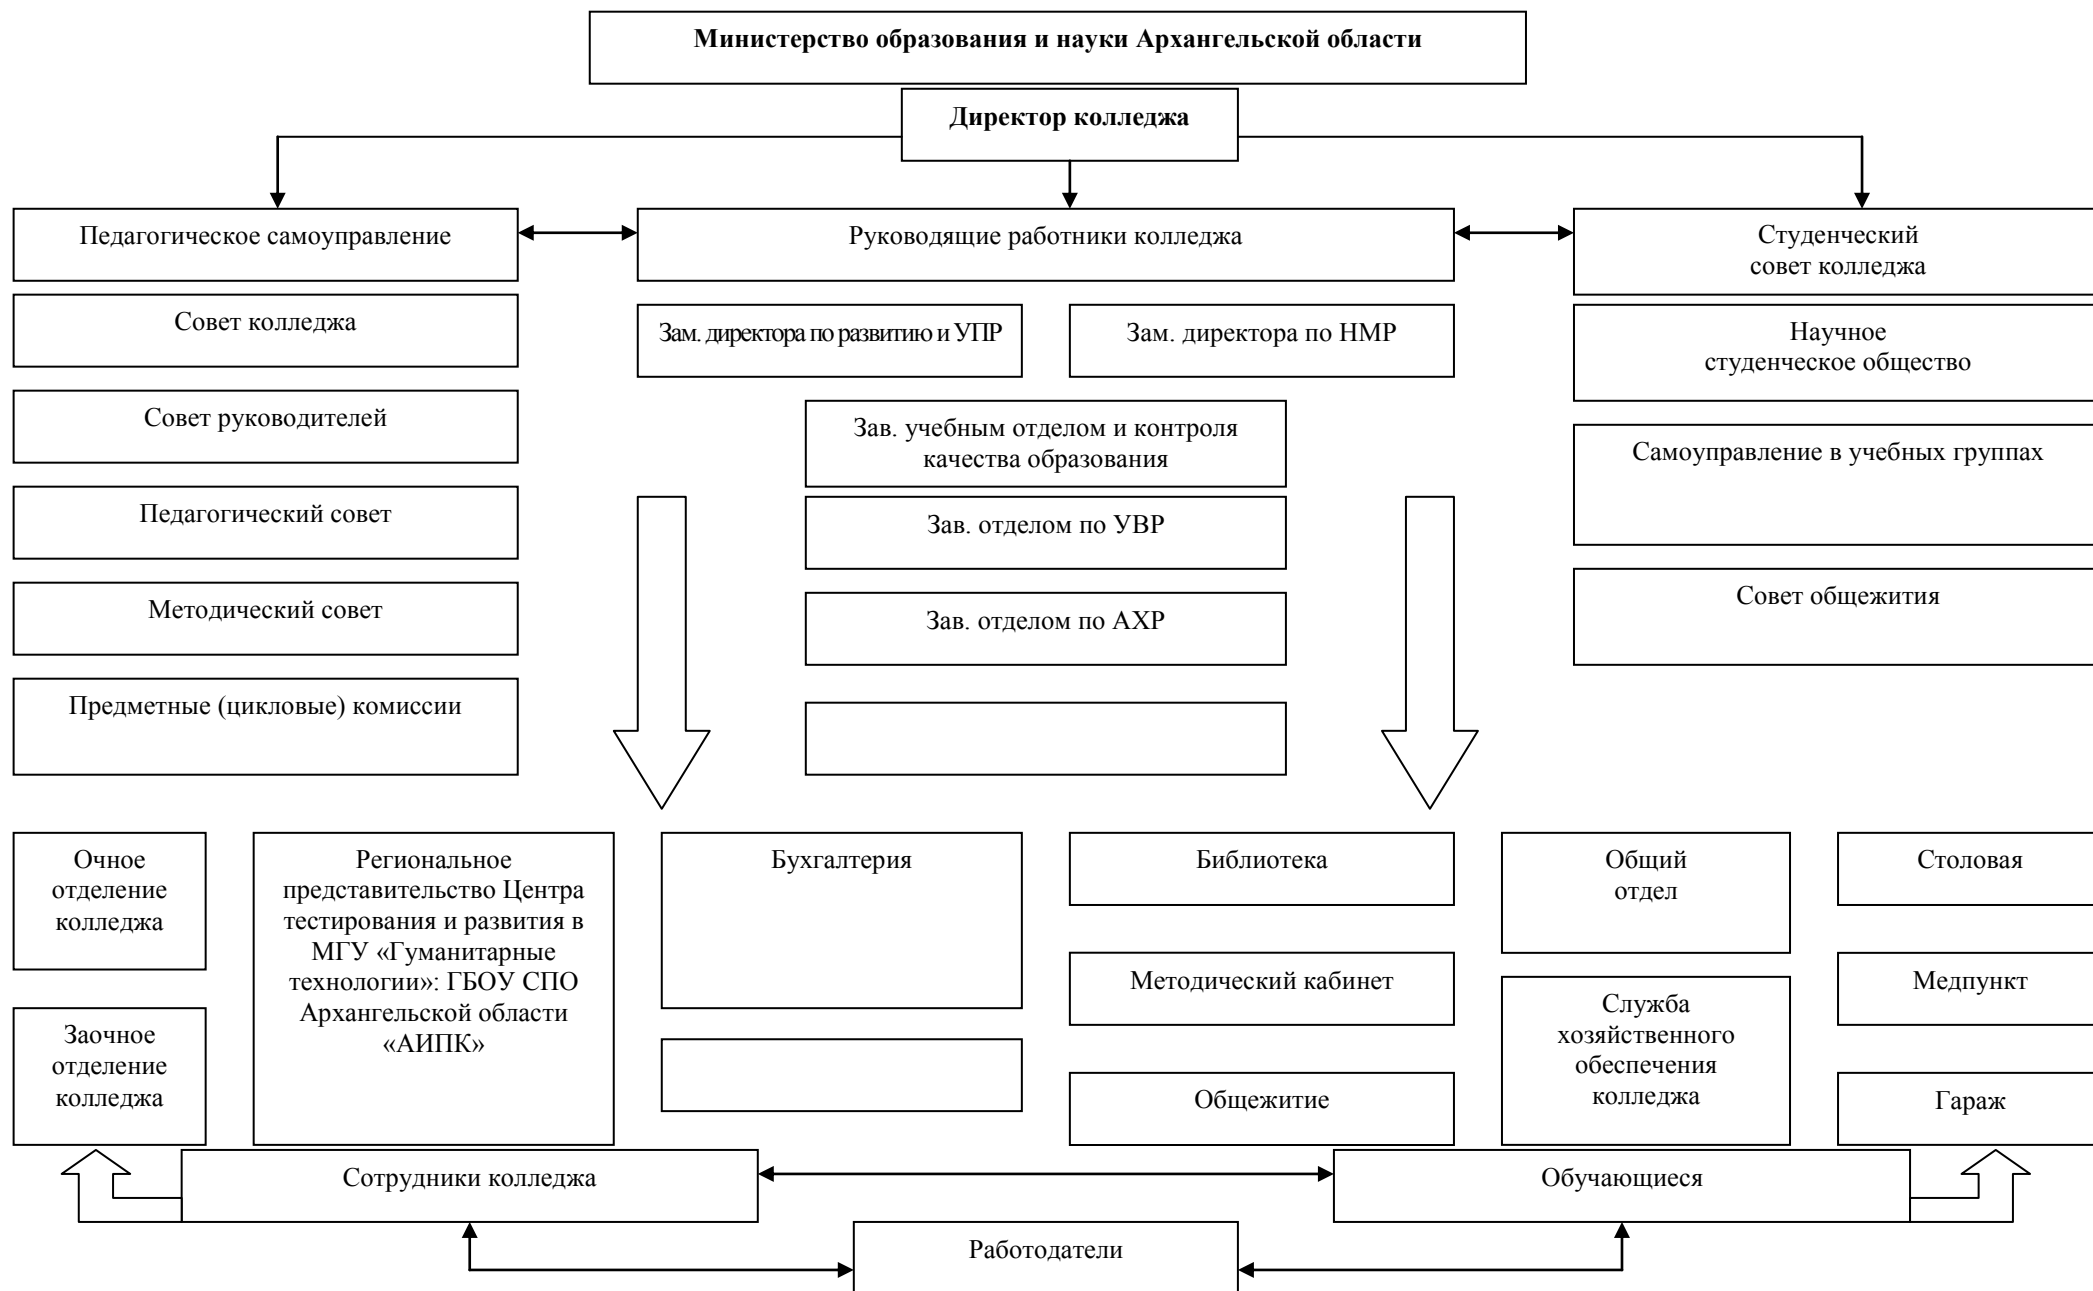 Министерство образования и науки Архангельской области
Директор колледжа
Педагогическое самоуправление
Руководящие работники колледжа
Студенческий
совет колледжа
Совет колледжа
Зам. директора по развитию и УПР
Зам. директора по НМР
Научное
студенческое общество
Совет руководителей
Зав. учебным отделом и контроля
качества образования
Самоуправление в учебных группах
Педагогический совет
Зав. отделом по УВР
Методический совет
Зав. отделом по АХР
Совет общежития
Предметные (цикловые) комиссии
Очное
отделение
колледжа
Региональное
представительство Центра
тестирования и развития в
МГУ «Гуманитарные
технологии»: ГБОУ СПО
Архангельской области
«АИПК»
Бухгалтерия
Библиотека
Общий
отдел
Столовая
Методический кабинет
Медпункт
Заочное
отделение
колледжа
Служба
хозяйственного
обеспечения
колледжа
Общежитие
Гараж
Сотрудники колледжа
Обучающиеся
Работодатели